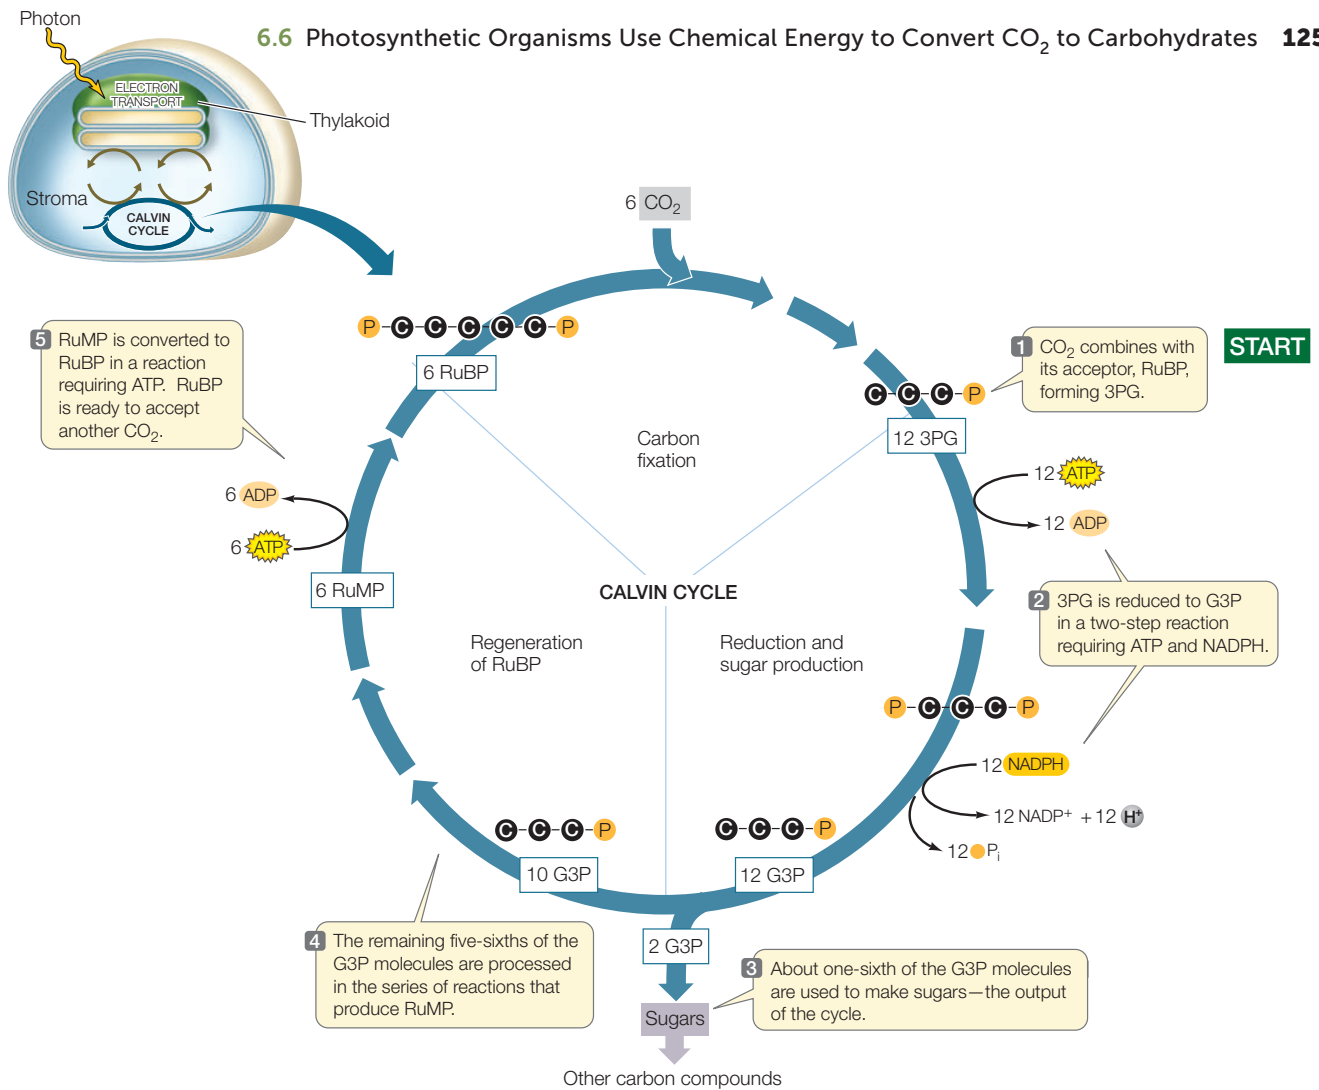 Photon
6.6 Photosynthetic Organisms Use Chemical Energy to Convert CO₂ to Carbohydrates 125
ELECTRON
TRANSPORT
Thylakoid
Stroma
CALVIN
CYCLE
6 CO₂
P C C C C C P
6 RuBP
5 RuMP is converted to
RuBP in a reaction
requiring ATP. RuBP
is ready to accept
another CO₂.
1 CO₂ combines with
its acceptor, RuBP,
forming 3PG.
START
C C C P
12 3PG
Carbon
fixation
12 ATP
12 ADP
6 ADP
6 ATP
6 RuMP
CALVIN CYCLE
2 3PG is reduced to G3P
in a two-step reaction
requiring ATP and NADPH.
Regeneration
of RuBP
Reduction and
sugar production
P C C C P
12 NADPH
12 NADP⁺ + 12 H⁺
12 Pᵢ
C C C P
10 G3P
C C C P
12 G3P
2 G3P
4 The remaining five-sixths of the
G3P molecules are processed
in the series of reactions that
produce RuMP.
3 About one-sixth of the G3P molecules
are used to make sugars—the output
of the cycle.
Sugars
Other carbon compounds